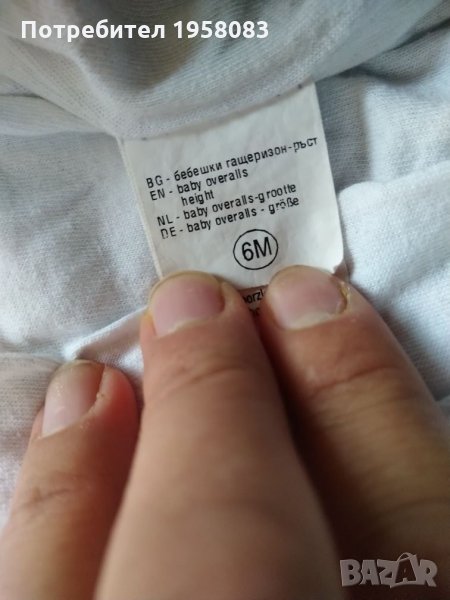 Потребител 1958083
BG - бебешки гащеризон-ръст
EN - baby overalls
height
NL - baby overalls-grootte
DE - baby overalls - größe
6M
BAZAR